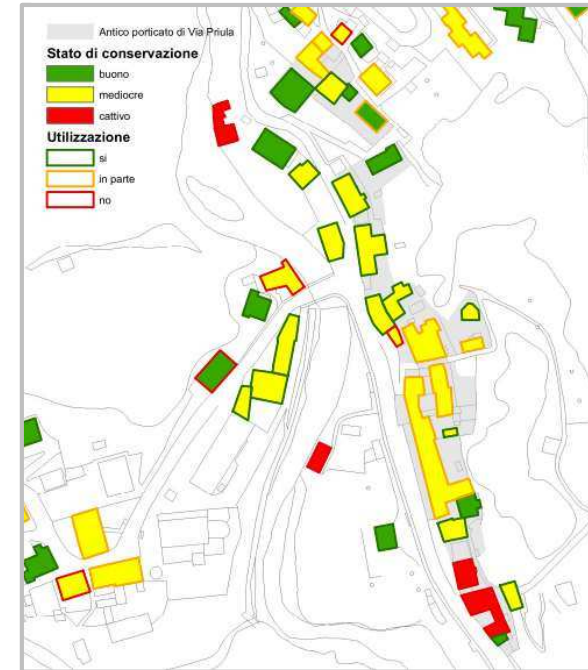 Antico porticato di Via Priula
Stato di conservazione
buono
mediocre
cattivo
Utilizzazione
si
in parte
no